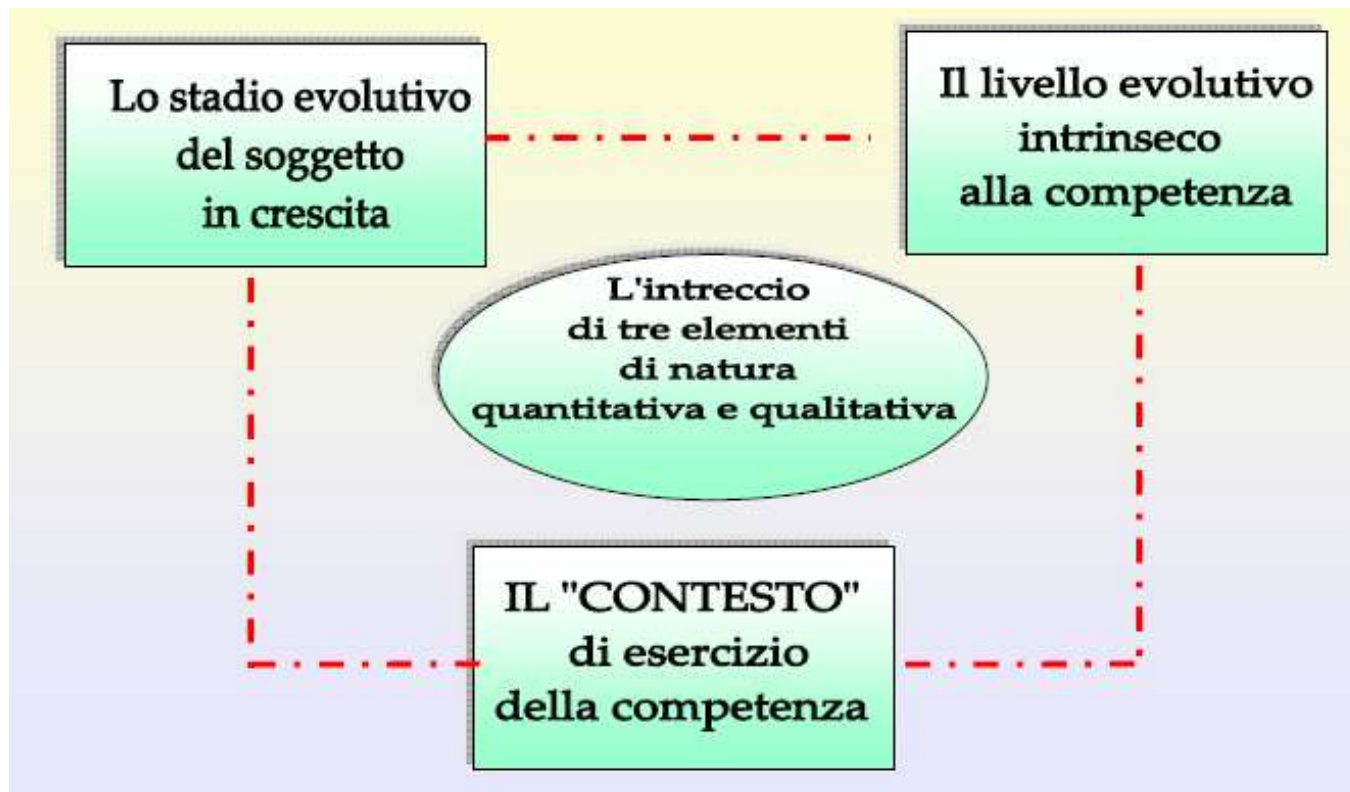 Lo stadio evolutivo
del soggetto
in crescita
Il livello evolutivo
intrinseco
alla competenza
L'intreccio
di tre elementi
di natura
quantitativa e qualitativa
IL "CONTESTO"
di esercizio
della competenza